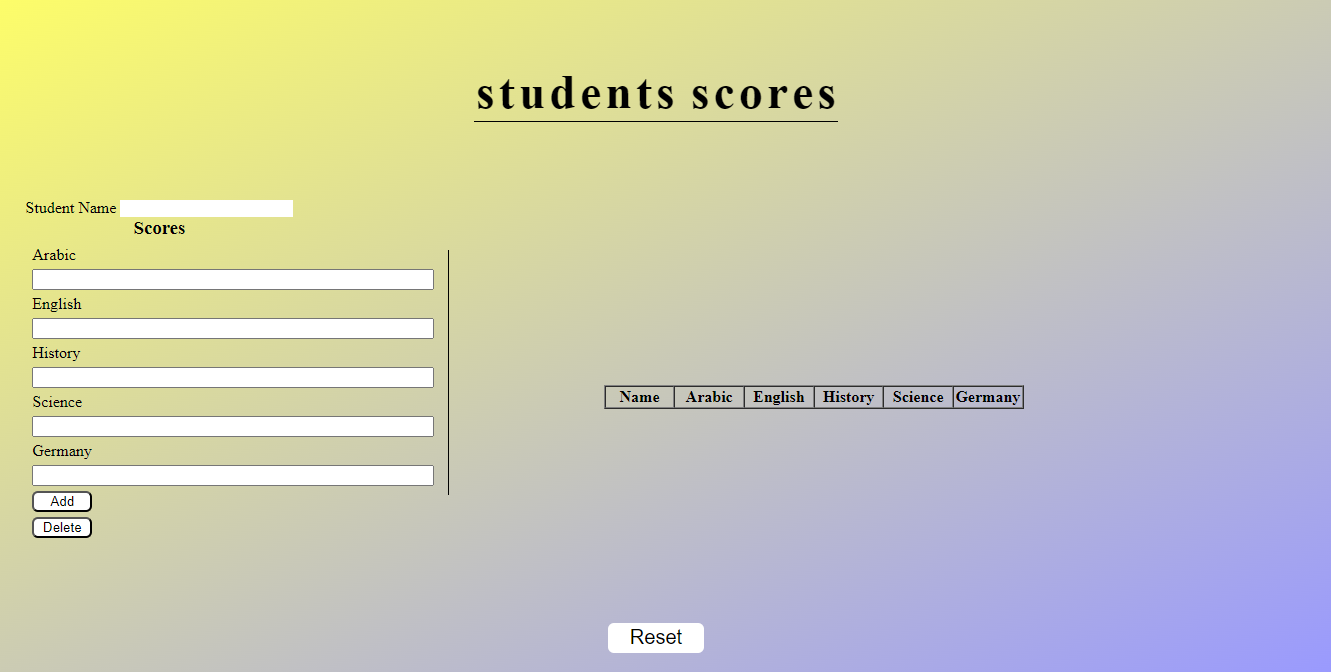 students scores
Student Name
Scores
Arabic
English
History
Science
Germany
Add
Delete
Name Arabic English History Science Germany
Reset